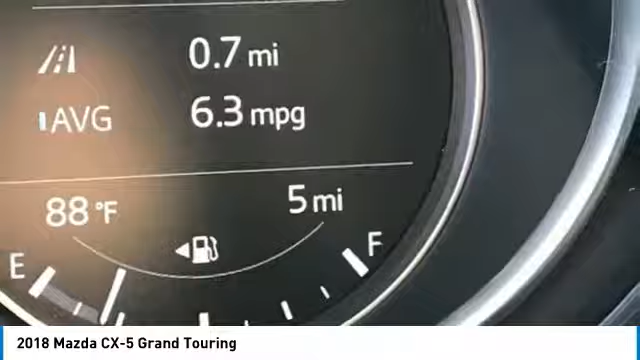 0.7 mi
AVG 6.3 mpg
88 °F 5 mi
E F
2018 Mazda CX-5 Grand Touring